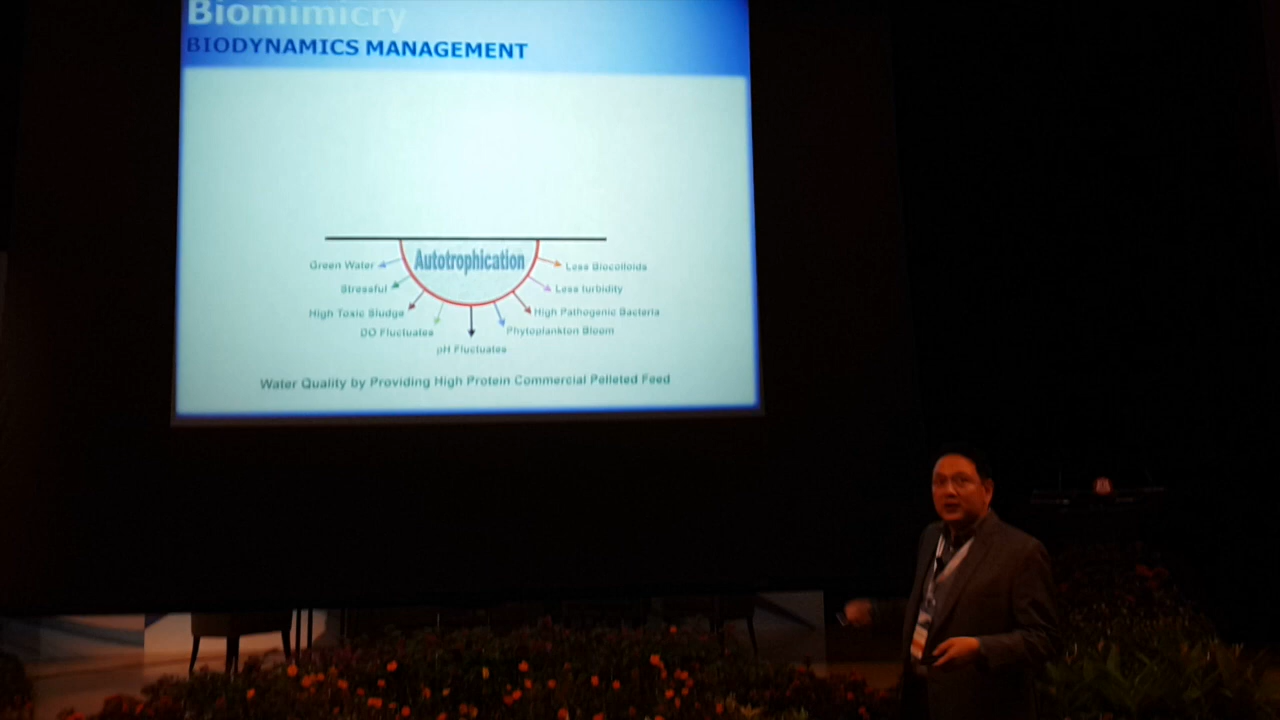 Biomimicry
BIODYNAMICS MANAGEMENT
Autotrophication
Green Water
Less Biocolloids
Stressful
Less turbidity
High Toxic Sludge
High Pathogenic Bacteria
DO Fluctuates
Phytoplankton Bloom
pH Fluctuates
Water Quality by Providing High Protein Commercial Pelleted Feed